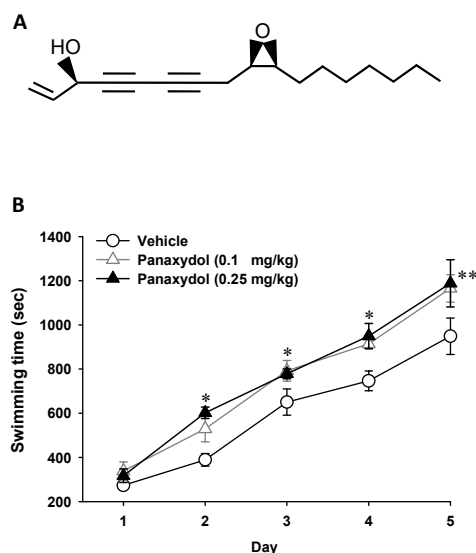 A
HO
O
B
Vehicle
Panaxydol (0.1 mg/kg)
Panaxydol (0.25 mg/kg)
Swimming time (sec)
1400
1200
1000
800
600
400
200
*
*
*
**
1 2 3 4 5
Day